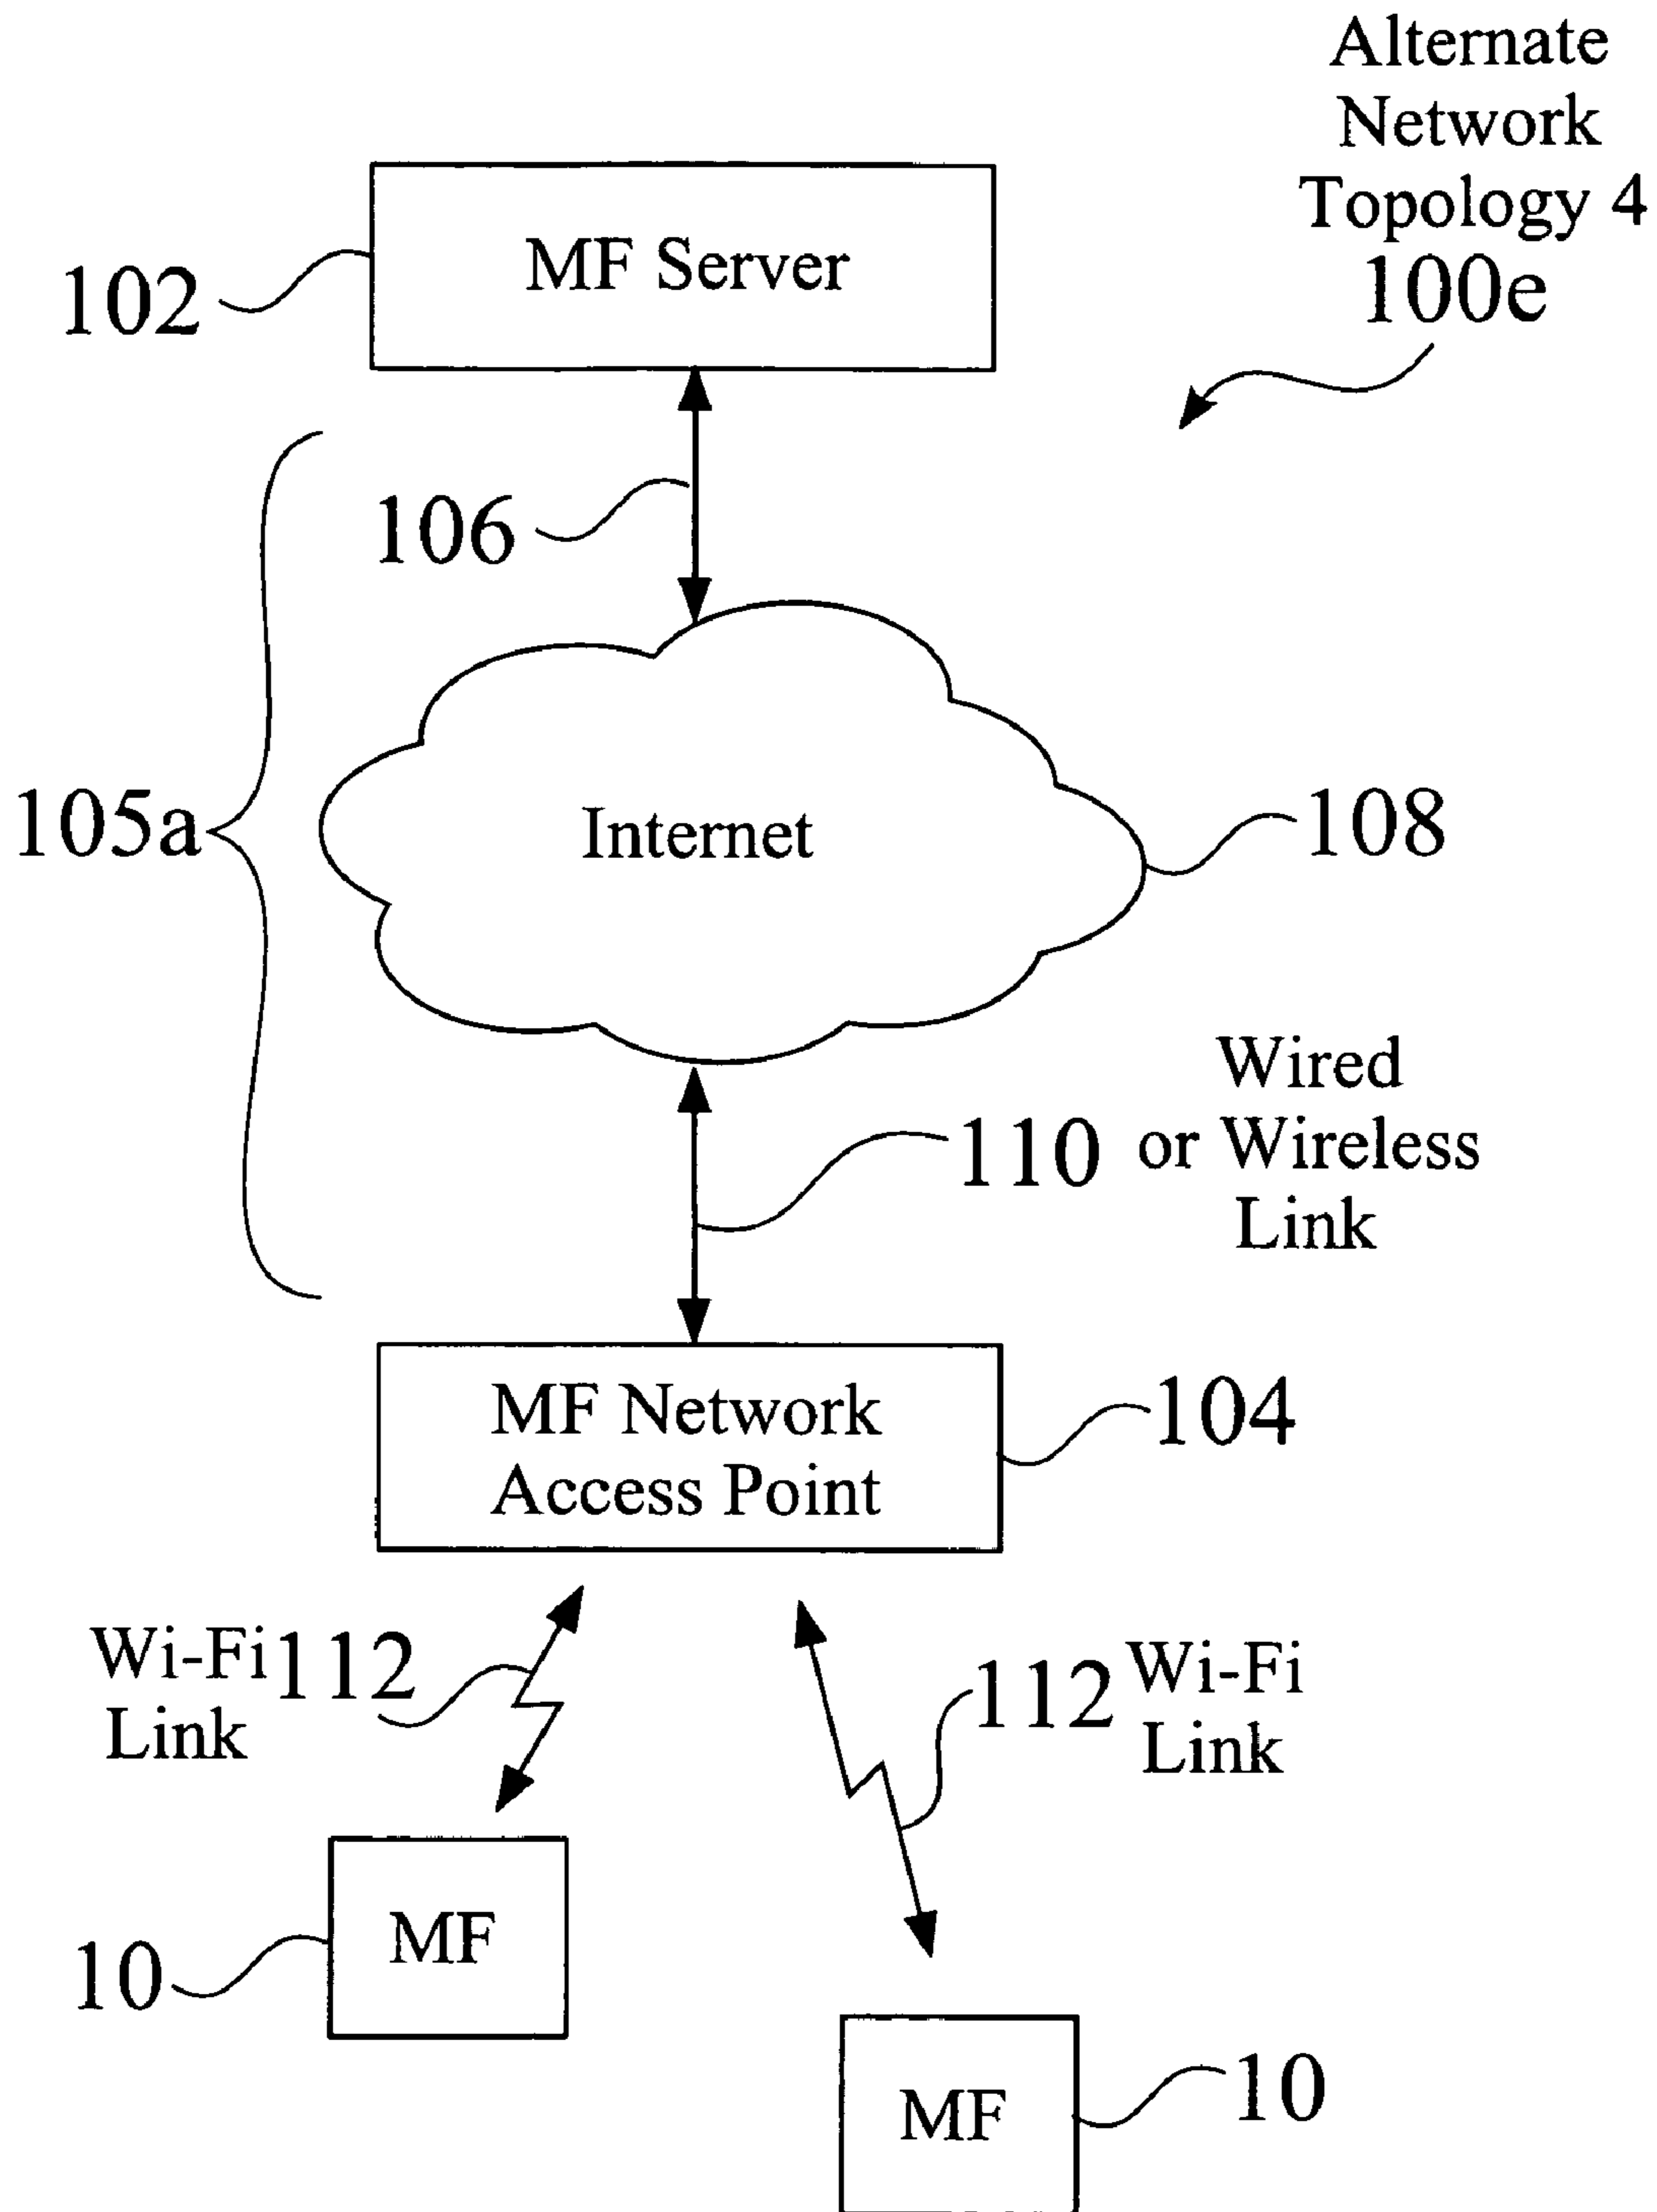 Alternate
Network
Topology 4
100e
MF Server
102
106
105a
Internet
108
Wired
110 or Wireless
Link
MF Network
Access Point
104
Wi-Fi 112
Link
112 Wi-Fi
Link
MF
10
MF
10